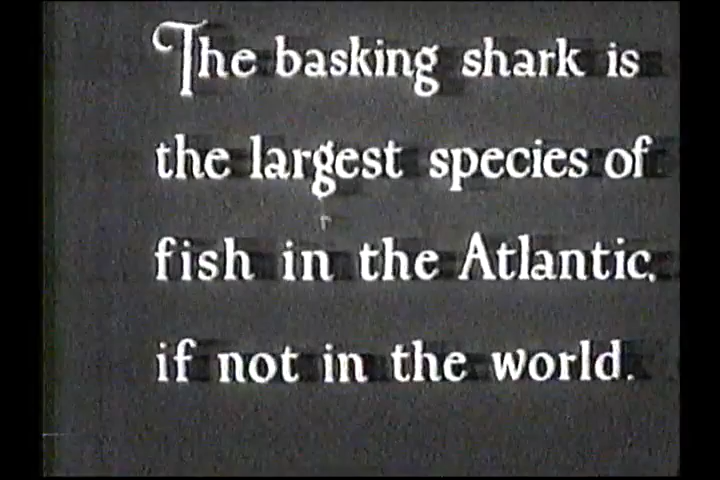 The basking shark is
the largest species of
fish in the Atlantic,
if not in the world.